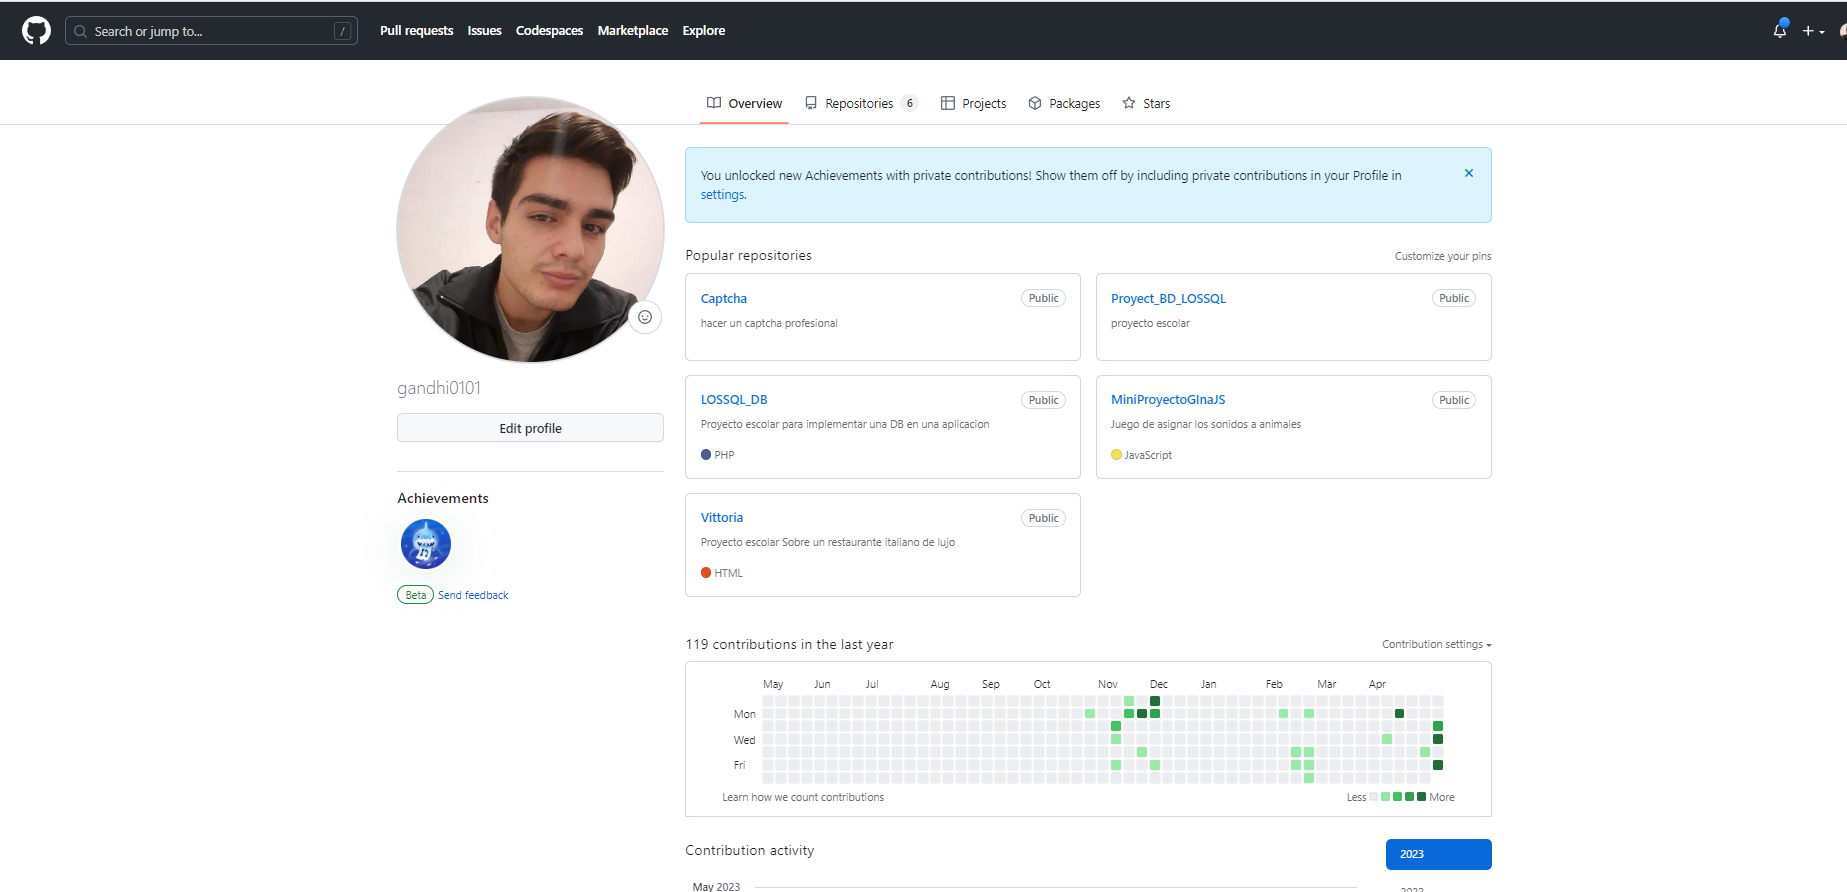 Search or jump to...
/
Pull requests
Issues
Codespaces
Marketplace
Explore
Overview
Repositories 6
Projects
Packages
Stars
You unlocked new Achievements with private contributions! Show them off by including private contributions in your Profile in
settings.
gandhi0101
Edit profile
Achievements
Beta Send feedback
Popular repositories
Customize your pins
Captcha
Public
hacer un captcha profesional
Proyect_BD_LOSSQL
Public
proyecto escolar
LOSSQL_DB
Public
Proyecto escolar para implementar una DB en una aplicacion
PHP
MiniProyectoGInaJS
Public
Juego de asignar los sonidos a animales
JavaScript
Vittoria
Public
Proyecto escolar Sobre un restaurante italiano de lujo
HTML
119 contributions in the last year
Contribution settings
May Jun Jul Aug Sep Oct Nov Dec Jan Feb Mar Apr
Mon
Wed
Fri
Learn how we count contributions
Less More
Contribution activity
2023
May 2023
2022